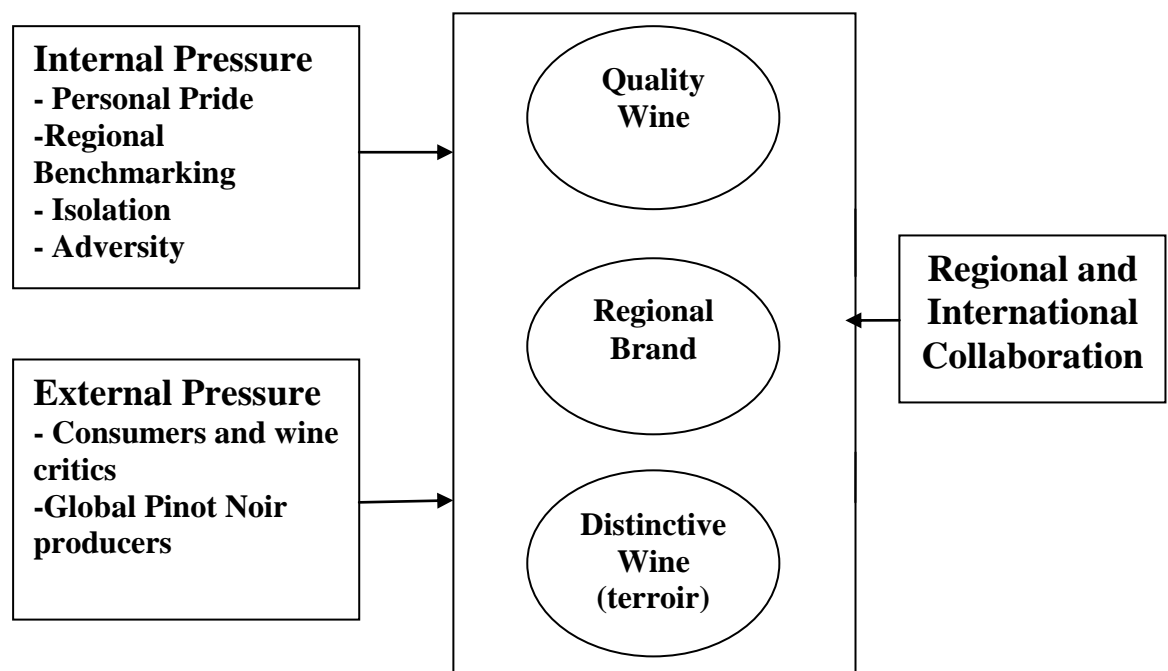 Internal Pressure
- Personal Pride
-Regional
Benchmarking
- Isolation
- Adversity
External Pressure
- Consumers and wine
critics
-Global Pinot Noir
producers
Quality
Wine
Regional
Brand
Distinctive
Wine
(terroir)
Regional and
International
Collaboration